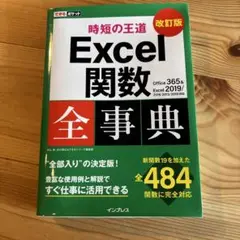 できるポケット
時短の王道
改訂版
Excel
関数
Office 365&
Excel 2019/
全事典
"全部入り"の決定版!
豊富な使用例と解説で
すぐ仕事に活用できる
新関数19を加えた
全484
関数に完全対応
インプレス